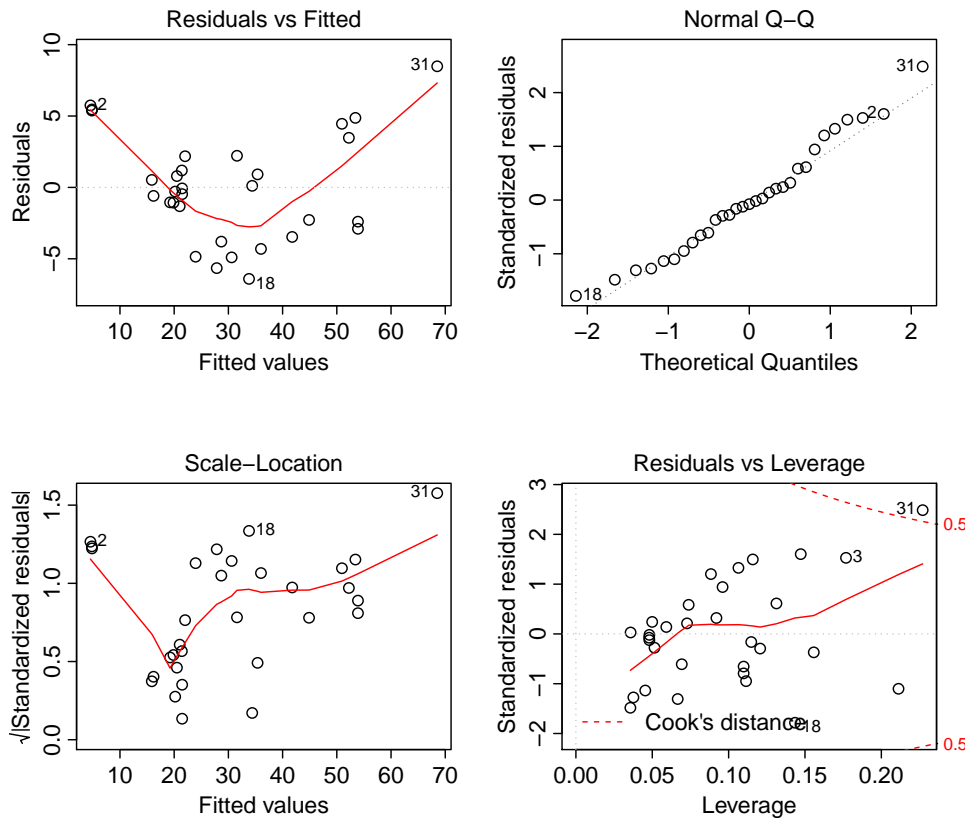 Residuals vs Fitted
Residuals
10
5
0
−5
31
2
18
10 20 30 40 50 60 70
Fitted values
Normal Q−Q
Standardized residuals
2
1
0
−1
31
2
18
−2 −1 0 1 2
Theoretical Quantiles
Scale−Location
√|Standardized residuals|
1.5
1.0
0.5
0.0
31
18
2
10 20 30 40 50 60 70
Fitted values
Residuals vs Leverage
Standardized residuals
3
2
1
0
−1
−2
31
0.5
3
Cook's distance
18
0.5
0.00 0.05 0.10 0.15 0.20
Leverage